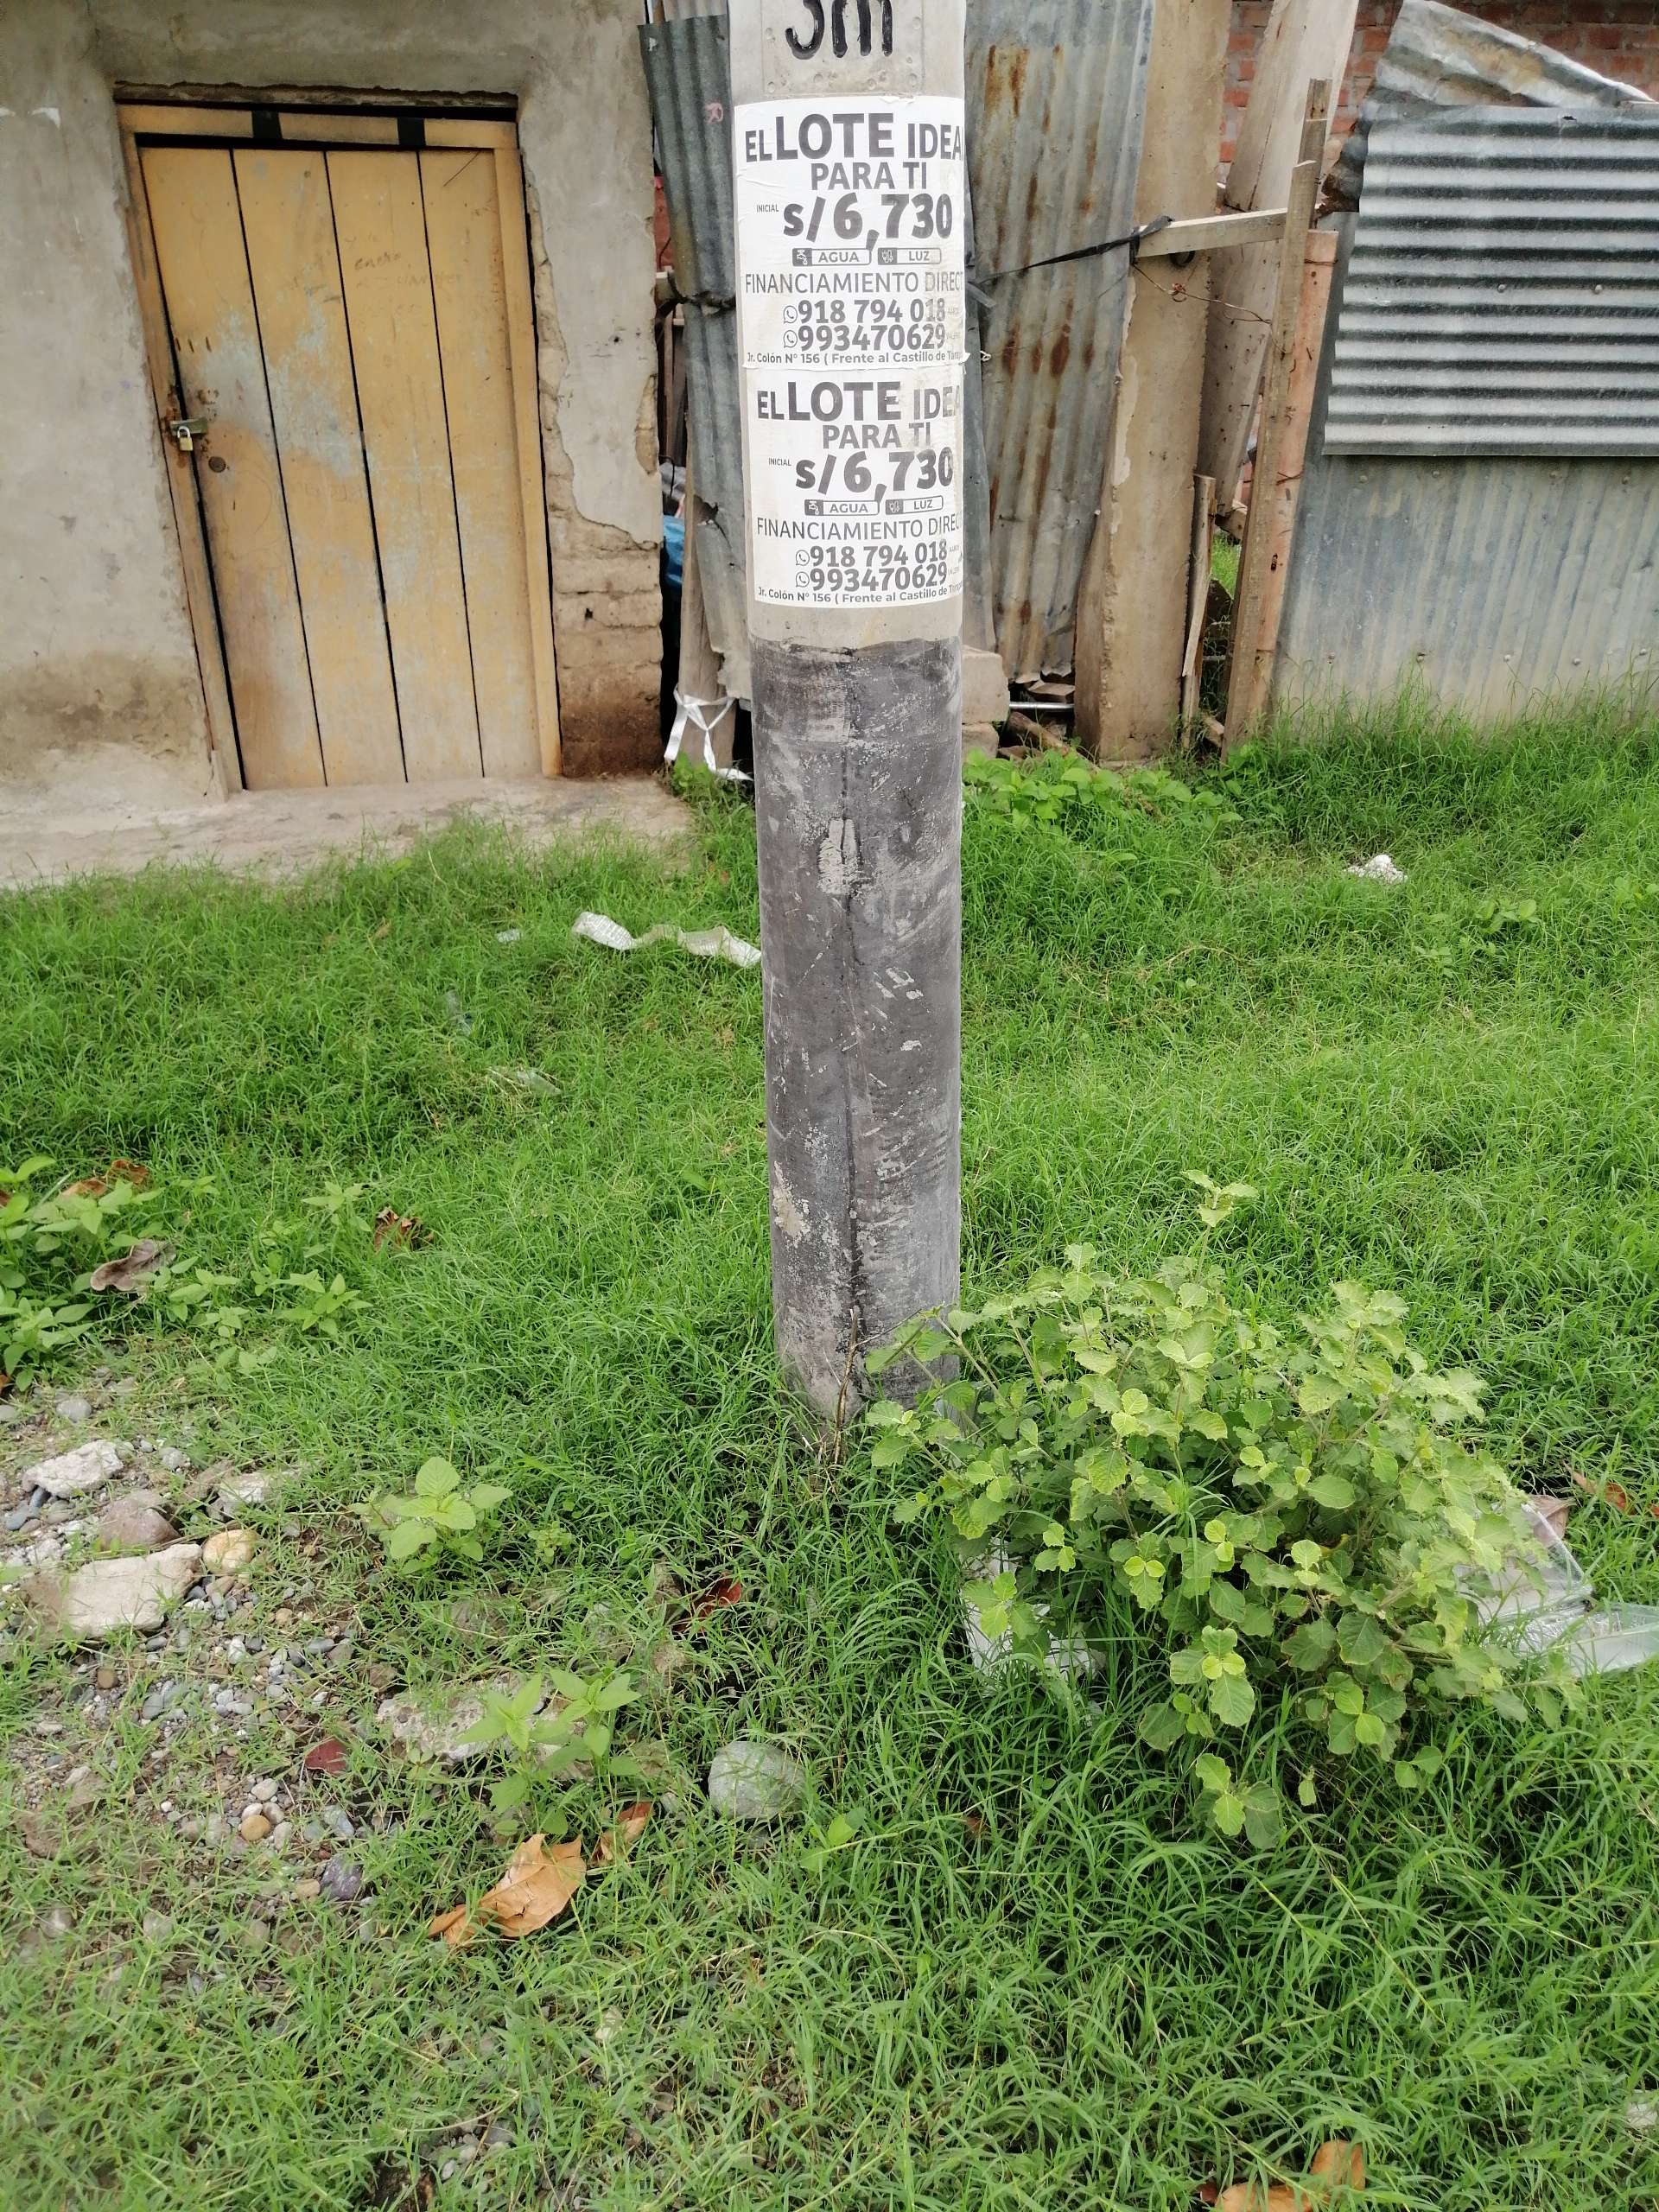 3m
EL LOTE IDEA
PARA TI
INICIAL S/6,730
AGUA LUZ
FINANCIAMIENTO DIRECT
918 794 018
993470629
Jr. Colón N° 156 ( Frente al Castillo de
EL LOTE IDEA
PARA TI
INICIAL S/6,730
AGUA LUZ
FINANCIAMIENTO DIREC
918 794 018
993470629
Jr. Colón N° 156 ( Frente al Castillo de